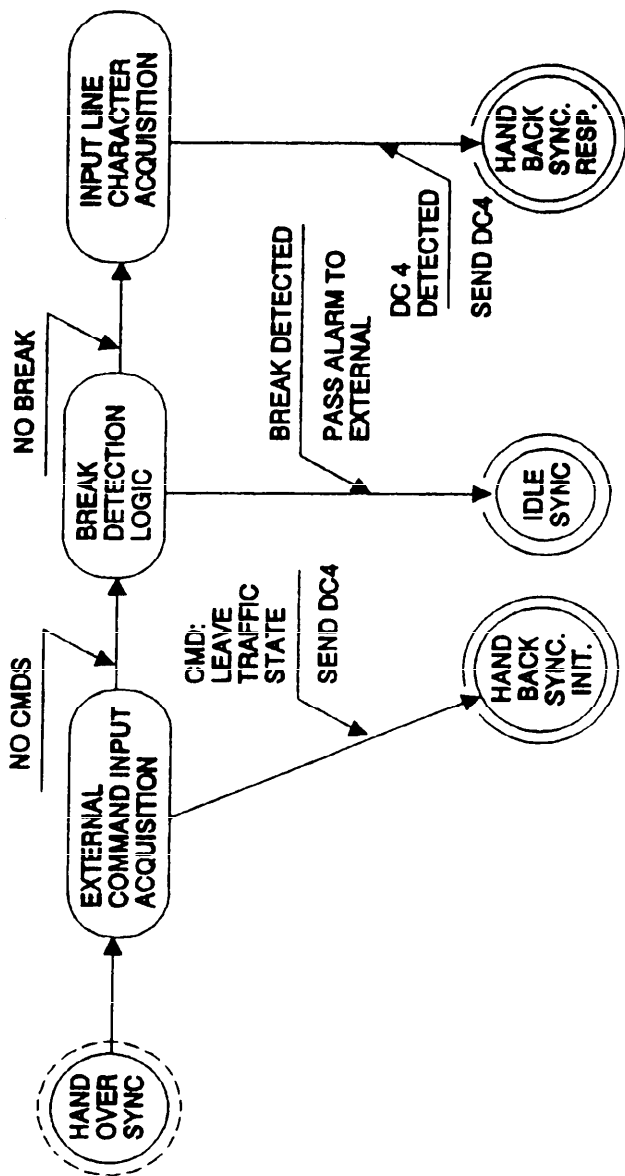 HAND
OVER
SYNC
EXTERNAL
COMMAND INPUT
ACQUISITION
NO CMDS
BREAK
DETECTION
LOGIC
NO BREAK
INPUT LINE
CHARACTER
ACQUISITION
CMD:
LEAVE
TRAFFIC
STATE
SEND DC4
BREAK DETECTED
PASS ALARM TO
EXTERNAL
DC 4
DETECTED
SEND DC4
HAND
BACK
SYNC.
INIT.
IDLE
SYNC
HAND
BACK
SYNC.
RESP.